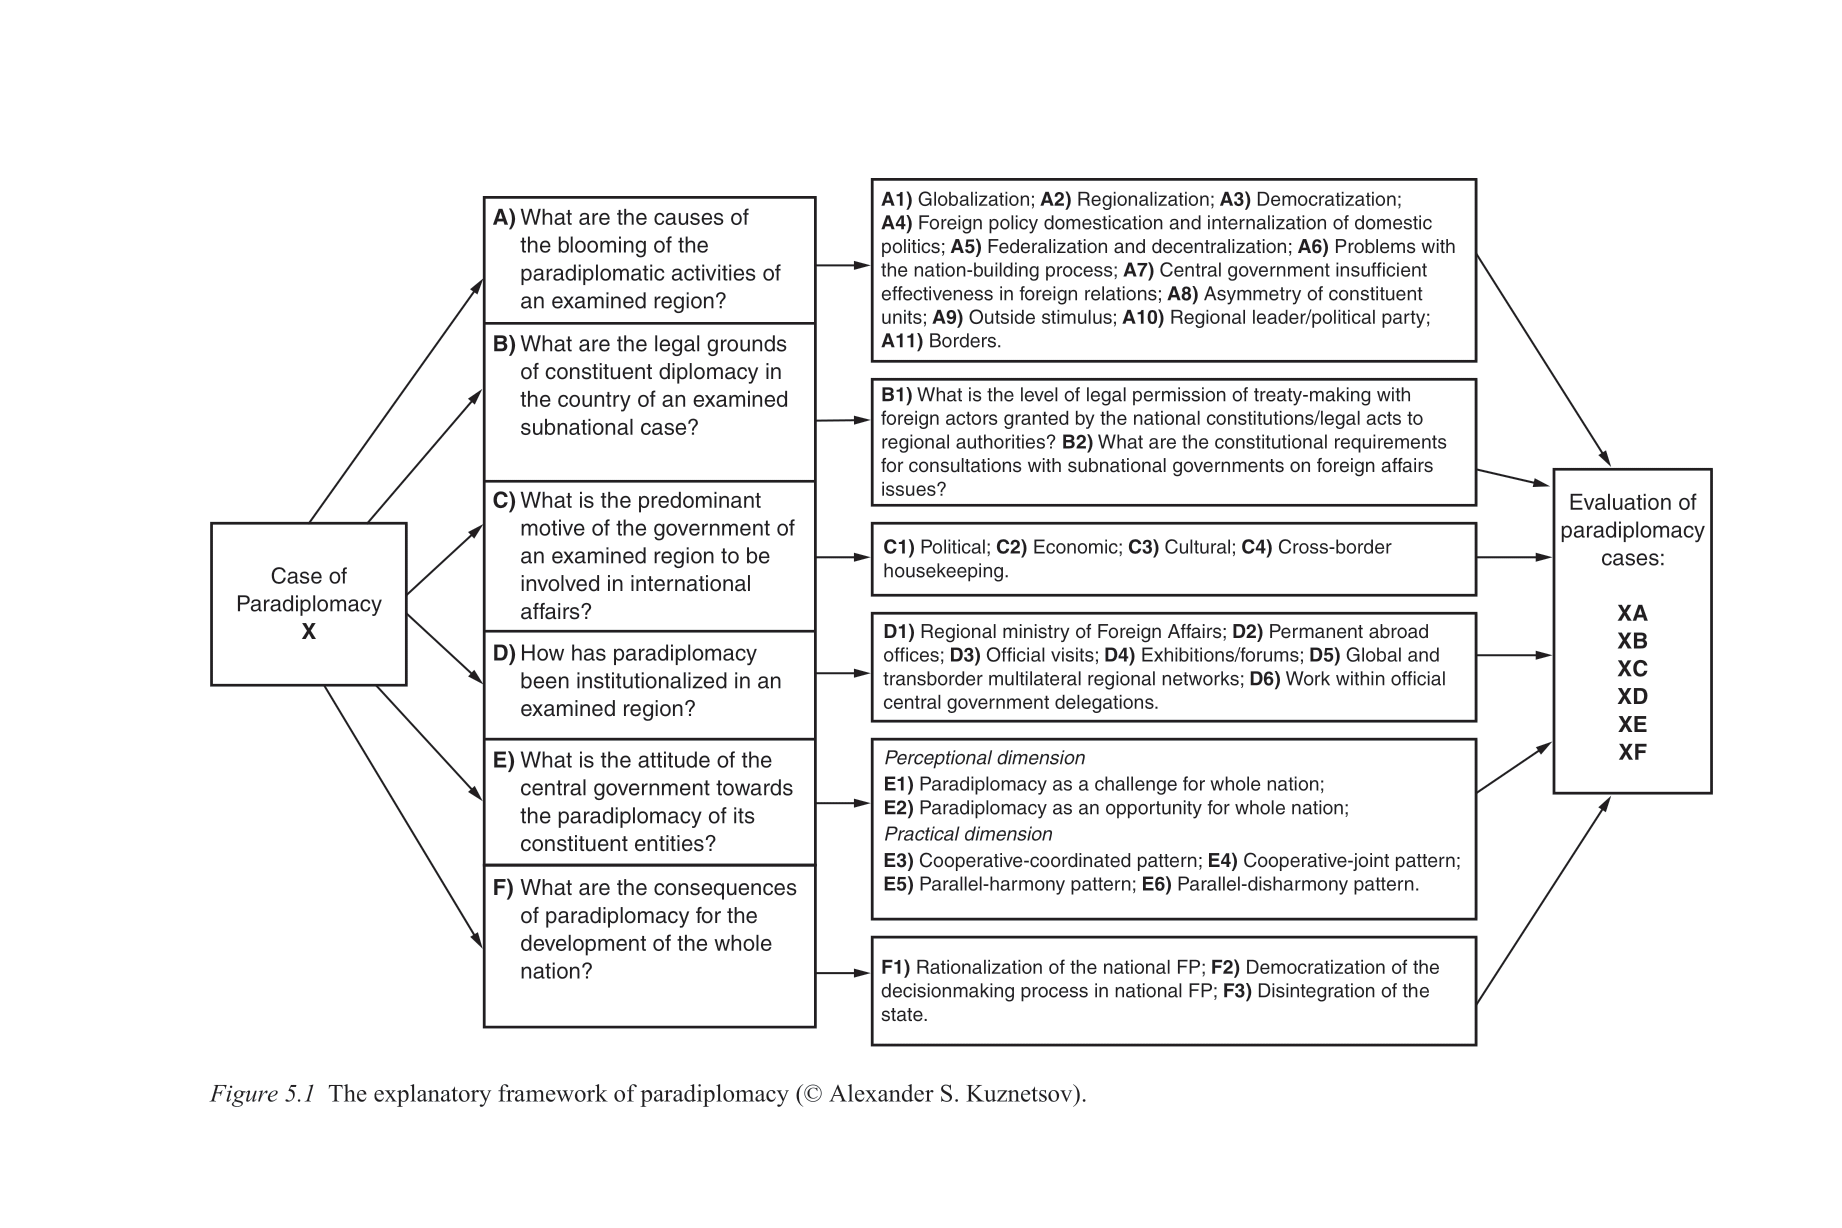 Case of
Paradiplomacy
X
A) What are the causes of
the blooming of the
paradiplomatic activities of
an examined region?
B) What are the legal grounds
of constituent diplomacy in
the country of an examined
subnational case?
C) What is the predominant
motive of the government of
an examined region to be
involved in international
affairs?
D) How has paradiplomacy
been institutionalized in an
examined region?
E) What is the attitude of the
central government towards
the paradiplomacy of its
constituent entities?
F) What are the consequences
of paradiplomacy for the
development of the whole
nation?
A1) Globalization; A2) Regionalization; A3) Democratization;
A4) Foreign policy domestication and internalization of domestic
politics; A5) Federalization and decentralization; A6) Problems with
the nation-building process; A7) Central government insufficient
effectiveness in foreign relations; A8) Asymmetry of constituent
units; A9) Outside stimulus; A10) Regional leader/political party;
A11) Borders.
B1) What is the level of legal permission of treaty-making with
foreign actors granted by the national constitutions/legal acts to
regional authorities? B2) What are the constitutional requirements
for consultations with subnational governments on foreign affairs
issues?
C1) Political; C2) Economic; C3) Cultural; C4) Cross-border
housekeeping.
D1) Regional ministry of Foreign Affairs; D2) Permanent abroad
offices; D3) Official visits; D4) Exhibitions/forums; D5) Global and
transborder multilateral regional networks; D6) Work within official
central government delegations.
Perceptional dimension
E1) Paradiplomacy as a challenge for whole nation;
E2) Paradiplomacy as an opportunity for whole nation;
Practical dimension
E3) Cooperative-coordinated pattern; E4) Cooperative-joint pattern;
E5) Parallel-harmony pattern; E6) Parallel-disharmony pattern.
F1) Rationalization of the national FP; F2) Democratization of the
decisionmaking process in national FP; F3) Disintegration of the
state.
Evaluation of
paradiplomacy
cases:
XA
XB
XC
XD
XE
XF
Figure 5.1 The explanatory framework of paradiplomacy (© Alexander S. Kuznetsov).